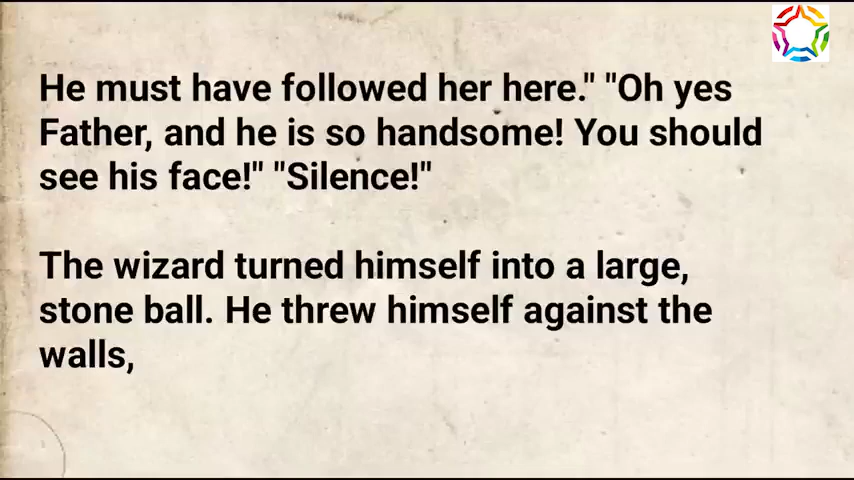 He must have followed her here." "Oh yes
Father, and he is so handsome! You should
see his face!" "Silence!"
The wizard turned himself into a large,
stone ball. He threw himself against the
walls,